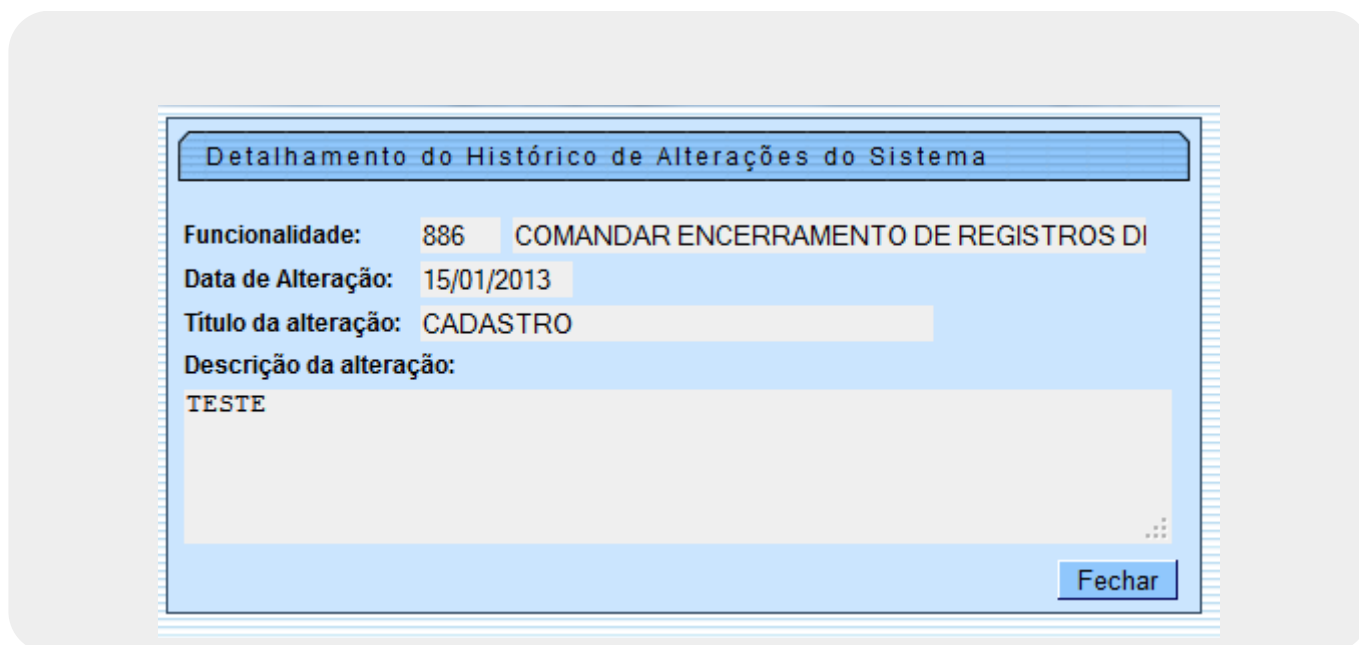 Detalhamento do Histórico de Alterações do Sistema
Funcionalidade: 886 COMANDAR ENCERRAMENTO DE REGISTROS
Data de Alteração: 15/01/2013
Título da alteração: CADASTRO
Descrição da alteração:
TESTE
Fechar